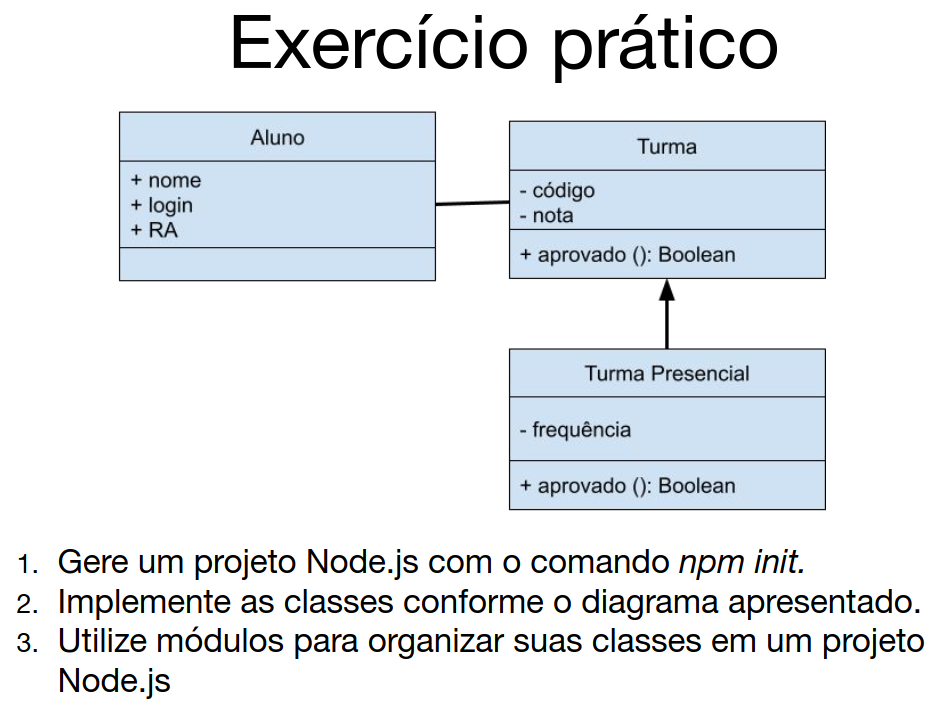 Exercício prático
Aluno
+ nome
+ login
+ RA
Turma
- código
- nota
+ aprovado (): Boolean
Turma Presencial
- frequência
+ aprovado (): Boolean
1. Gere um projeto Node.js com o comando npm init.
2. Implemente as classes conforme o diagrama apresentado.
3. Utilize módulos para organizar suas classes em um projeto
Node.js